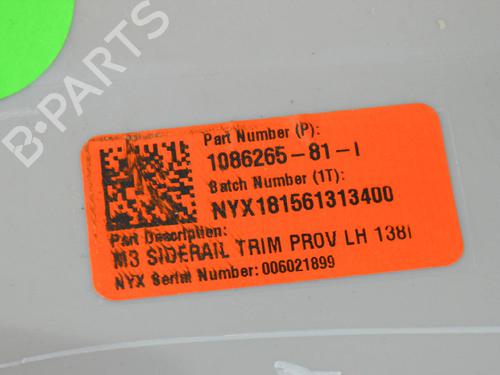 B-PARTS
Part Number (P):
1086265-81-I
Batch Number (1T):
NYX181561313400
Part Description:
M3 SIDERAIL TRIM PROV LH 138I
NYX Serial Number: 006021899